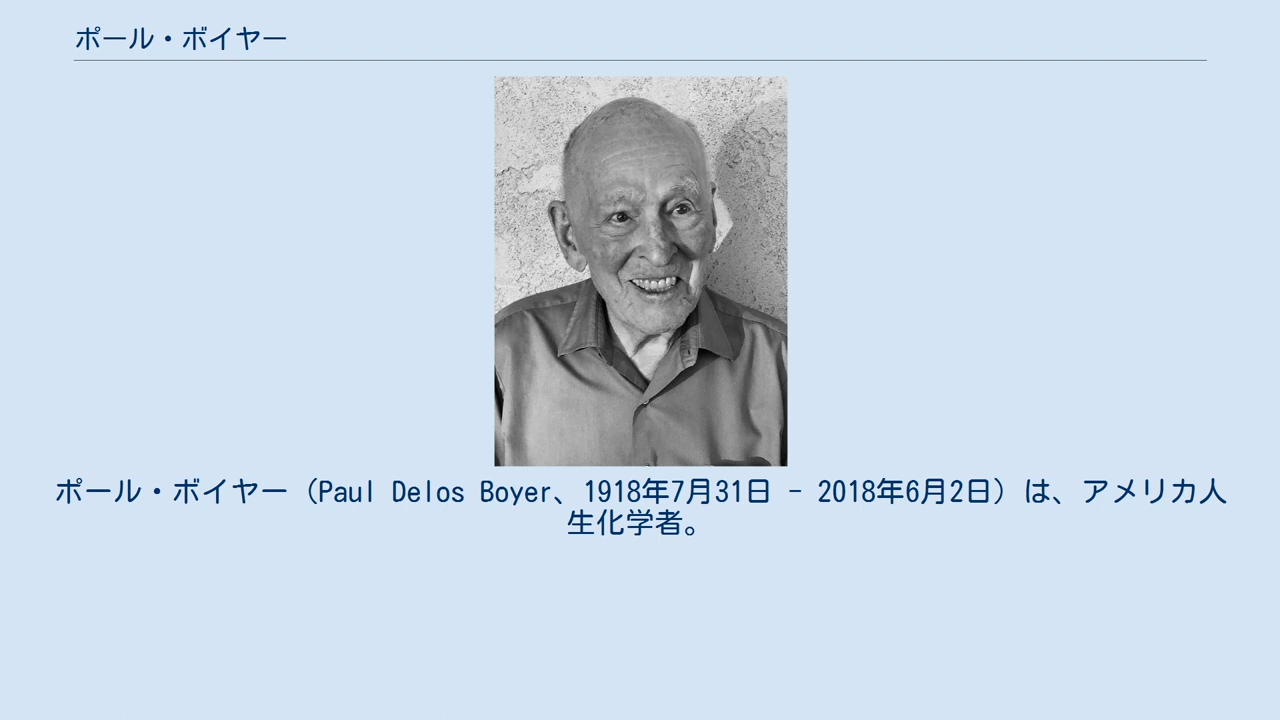 ポール・ボイヤー
ポール・ボイヤー（Paul Delos Boyer、1918年7月31日 - 2018年6月2日）は、アメリカ人
生化学者。